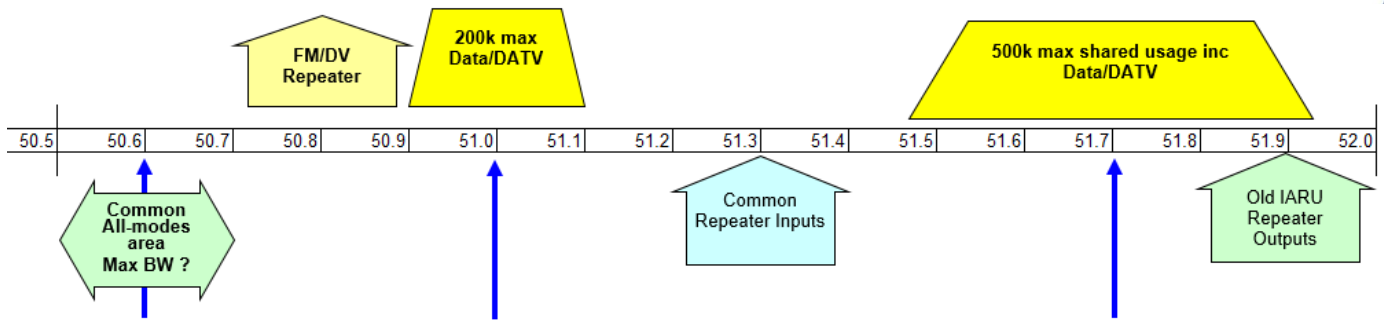 FM/DV
Repeater
200k max
Data/DATV
500k max shared usage inc
Data/DATV
50.5 50.6 50.7 50.8 50.9 51.0 51.1 51.2 51.3 51.4 51.5 51.6 51.7 51.8 51.9 52.0
Common
All-modes
area
Max BW ?
Common
Repeater Inputs
Old IARU
Repeater
Outputs